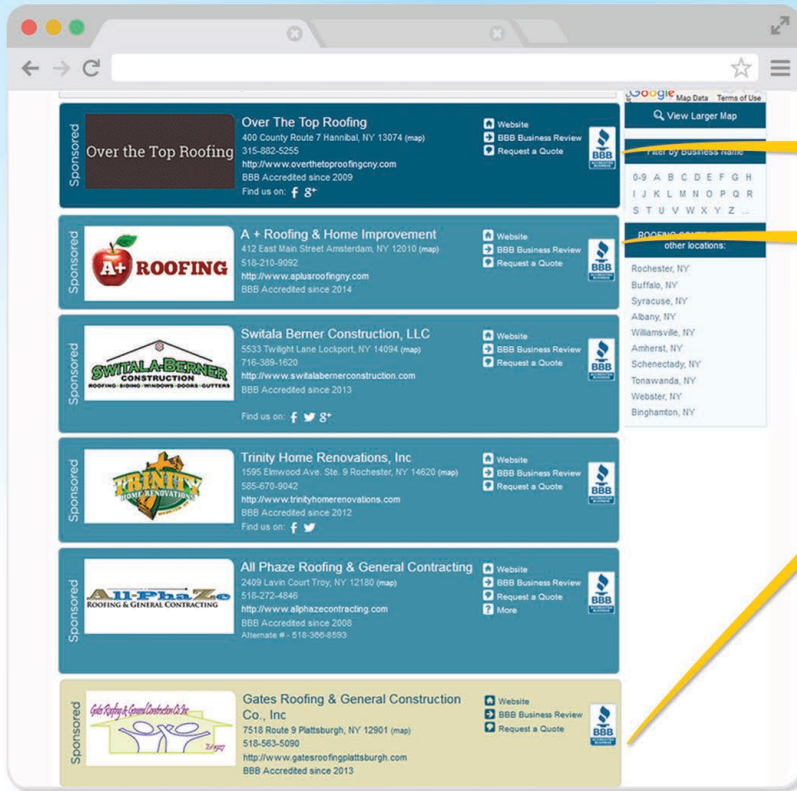 Sponsored
Over the Top Roofing
Over The Top Roofing
400 County Route 7 Hannibal, NY 13074 (map)
315-882-5255
http://www.overthetoproofingcny.com
BBB Accredited since 2009
Find us on: f g+
Website
BBB Business Review
Request a Quote
BBB
ACCREDITED BUSINESS
Sponsored
A+ ROOFING
A + Roofing & Home Improvement
412 East Main Street Amsterdam, NY 12010 (map)
518-210-9092
http://www.aplusroofingny.com
BBB Accredited since 2014
Website
BBB Business Review
Request a Quote
BBB
Sponsored
SWITALA-BERNER
CONSTRUCTION
ROOFING·SIDING·WINDOWS·DOORS·GUTTERS
Switala Berner Construction, LLC
5533 Twilight Lane Lockport, NY 14094 (map)
716-389-1620
http://www.switalabernerconstruction.com
BBB Accredited since 2013
Find us on: f g+
Website
BBB Business Review
Request a Quote
BBB
Sponsored
TRINITY
HOME RENOVATIONS
Trinity Home Renovations, Inc
1595 Elmwood Ave. Ste. 9 Rochester, NY 14620 (map)
585-670-9042
http://www.trinityhomerenovations.com
BBB Accredited since 2012
Find us on: f
Website
BBB Business Review
Request a Quote
BBB
Sponsored
All-PhaZe
ROOFING & GENERAL CONTRACTING
All Phaze Roofing & General Contracting
2409 Lavin Court Troy, NY 12180 (map)
518-272-4846
http://www.allphazecontracting.com
BBB Accredited since 2008
Alternate # - 518-366-8593
Website
BBB Business Review
Request a Quote
More
BBB
Sponsored
Gates Roofing & General Construction Co. Inc
Gates Roofing & General Construction
Co., Inc
7518 Route 9 Plattsburgh, NY 12901 (map)
518-563-5090
http://www.gatesroofingplattsburgh.com
BBB Accredited since 2013
Website
BBB Business Review
Request a Quote
BBB
Google Map Data Terms of Use
View Larger Map
Filter by Business Name
0-9 A B C D E F G H
I J K L M N O P Q R
S T U V W X Y Z ...
other locations:
Rochester, NY
Buffalo, NY
Syracuse, NY
Albany, NY
Williamsville, NY
Amherst, NY
Schenectady, NY
Tonawanda, NY
Webster, NY
Binghamton, NY